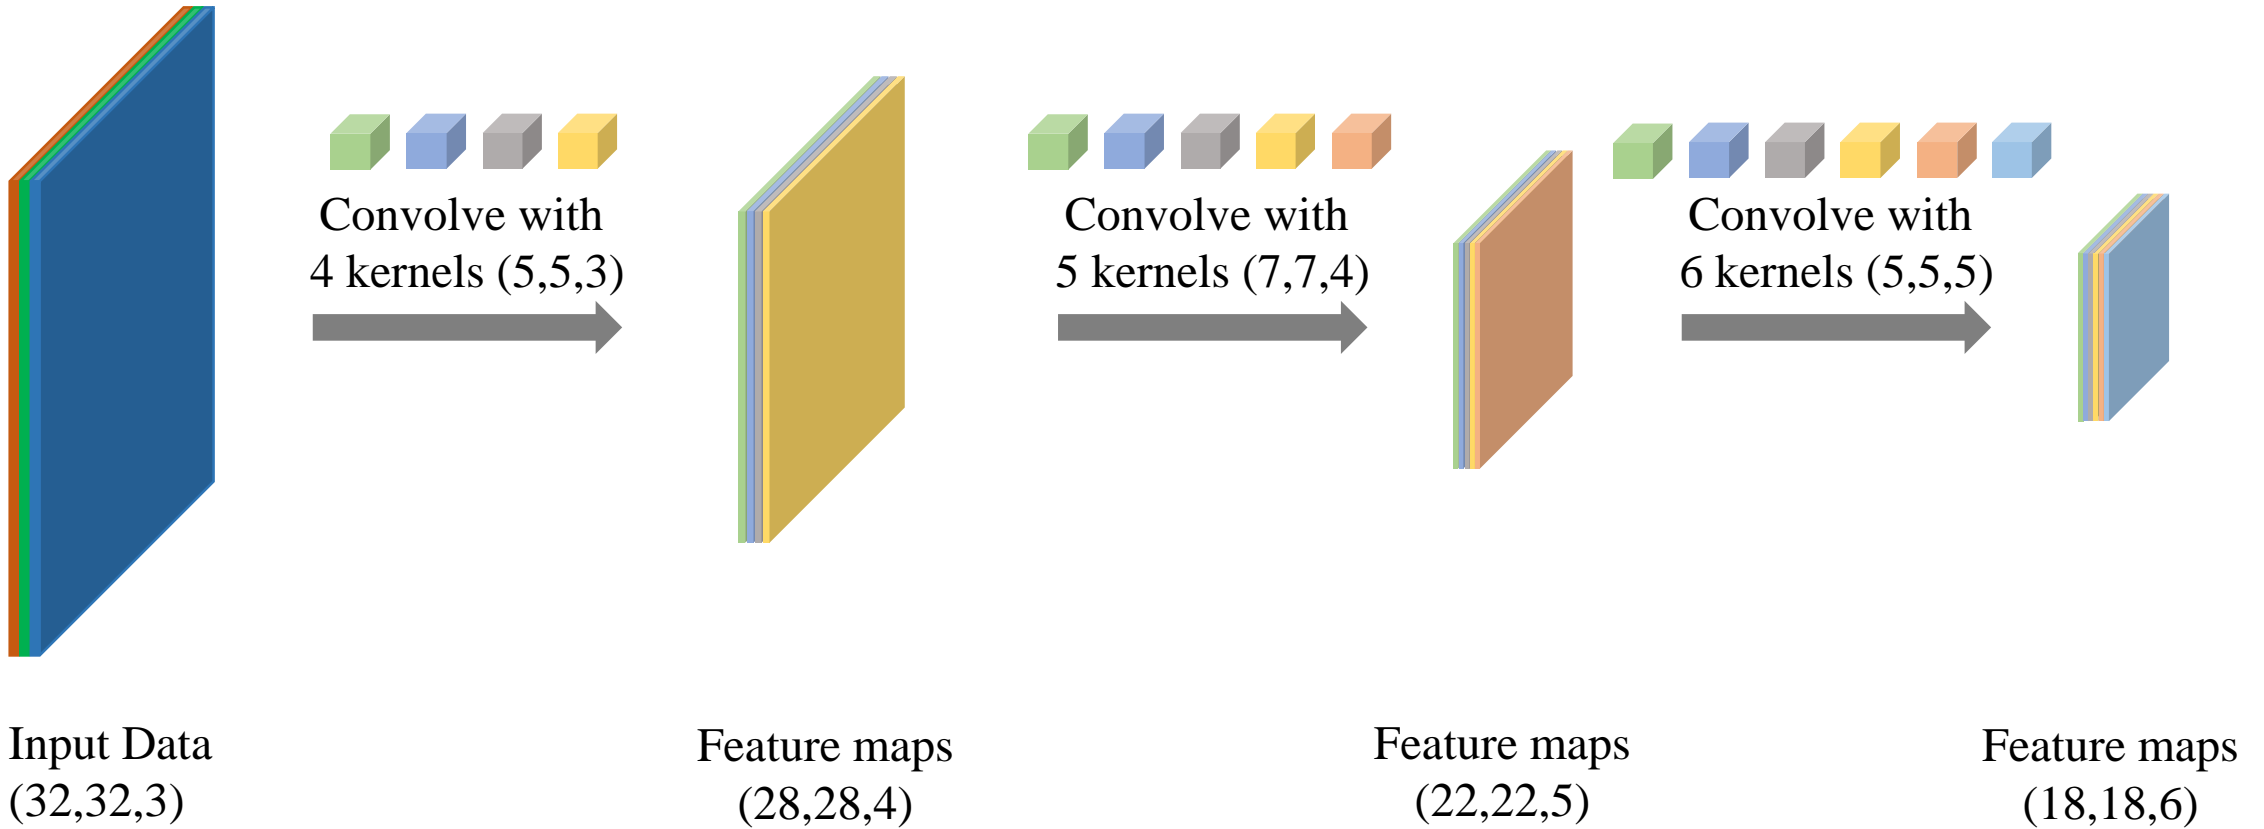 Convolve with
4 kernels (5,5,3)
Convolve with
5 kernels (7,7,4)
Convolve with
6 kernels (5,5,5)
Input Data
(32,32,3)
Feature maps
(28,28,4)
Feature maps
(22,22,5)
Feature maps
(18,18,6)